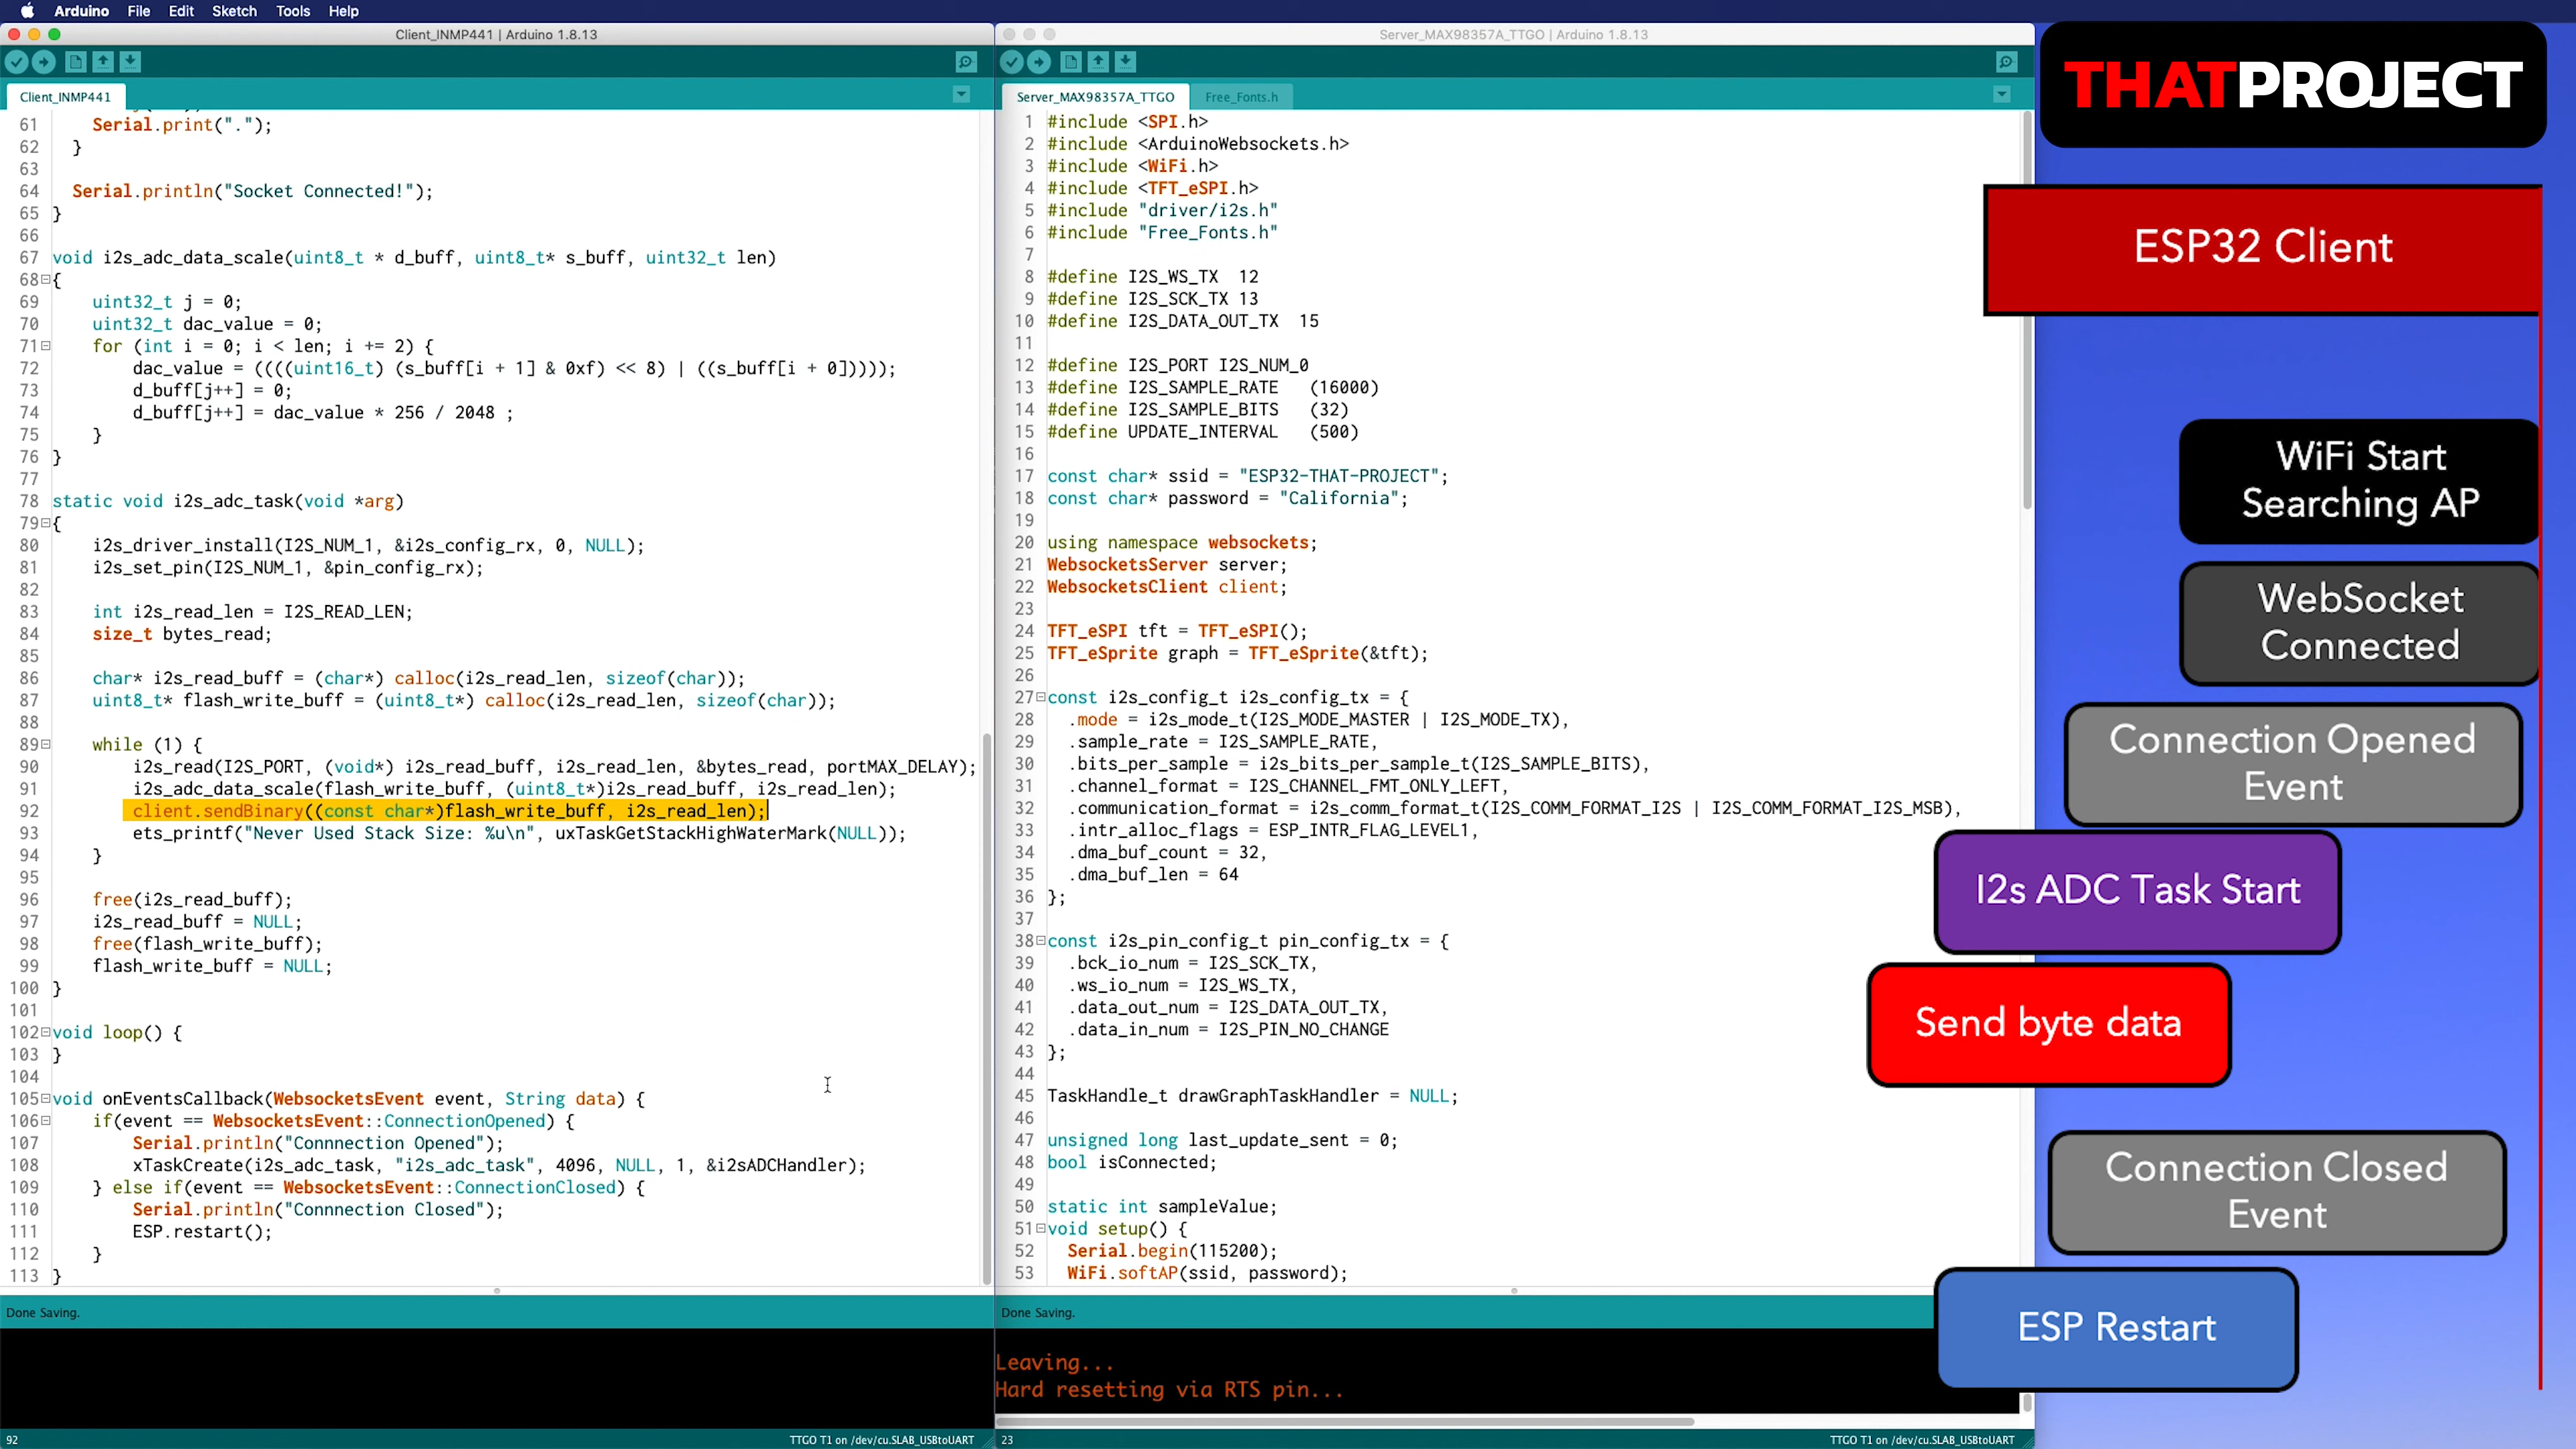 Arduino File Edit Sketch Tools Help
Client_INMP441 | Arduino 1.8.13
Client_INMP441
61 Serial.print(".");
62 }
63
64 Serial.println("Socket Connected!");
65 }
66
67 void i2s_adc_data_scale(uint8_t * d_buff, uint8_t* s_buff, uint32_t len)
68 {
69 uint32_t j = 0;
70 uint32_t dac_value = 0;
71 for (int i = 0; i < len; i += 2) {
72 dac_value = ((((uint16_t) (s_buff[i + 1] & 0xf) << 8) | ((s_buff[i + 0]))));
73 d_buff[j++] = 0;
74 d_buff[j++] = dac_value * 256 / 2048 ;
75 }
76 }
77
78 static void i2s_adc_task(void *arg)
79 {
80 i2s_driver_install(I2S_NUM_1, &i2s_config_rx, 0, NULL);
81 i2s_set_pin(I2S_NUM_1, &pin_config_rx);
82
83 int i2s_read_len = I2S_READ_LEN;
84 size_t bytes_read;
85
86 char* i2s_read_buff = (char*) calloc(i2s_read_len, sizeof(char));
87 uint8_t* flash_write_buff = (uint8_t*) calloc(i2s_read_len, sizeof(char));
88
89 while (1) {
90 i2s_read(I2S_PORT, (void*) i2s_read_buff, i2s_read_len, &bytes_read, portMAX_DELAY);
91 i2s_adc_data_scale(flash_write_buff, (uint8_t*)i2s_read_buff, i2s_read_len);
92 client.sendBinary((const char*)flash_write_buff, i2s_read_len);
93 ets_printf("Never Used Stack Size: %u\n", uxTaskGetStackHighWaterMark(NULL));
94 }
95
96 free(i2s_read_buff);
97 i2s_read_buff = NULL;
98 free(flash_write_buff);
99 flash_write_buff = NULL;
100 }
101
102 void loop() {
103 }
104
105 void onEventsCallback(WebsocketsEvent event, String data) {
106 if(event == WebsocketsEvent::ConnectionOpened) {
107 Serial.println("Connnection Opened");
108 xTaskCreate(i2s_adc_task, "i2s_adc_task", 4096, NULL, 1, &i2sADCHandler);
109 } else if(event == WebsocketsEvent::ConnectionClosed) {
110 Serial.println("Connnection Closed");
111 ESP.restart();
112 }
113 }
Done Saving.
92 TTGO T1 on /dev/cu.SLAB_USBtoUART
Server_MAX98357A_TTGO | Arduino 1.8.13
Server_MAX98357A_TTGO Free_Fonts.h
1 #include <SPI.h>
2 #include <ArduinoWebsockets.h>
3 #include <WiFi.h>
4 #include <TFT_eSPI.h>
5 #include "driver/i2s.h"
6 #include "Free_Fonts.h"
7
8 #define I2S_WS_TX 12
9 #define I2S_SCK_TX 13
10 #define I2S_DATA_OUT_TX 15
11
12 #define I2S_PORT I2S_NUM_0
13 #define I2S_SAMPLE_RATE (16000)
14 #define I2S_SAMPLE_BITS (32)
15 #define UPDATE_INTERVAL (500)
16
17 const char* ssid = "ESP32-THAT-PROJECT";
18 const char* password = "California";
19
20 using namespace websockets;
21 WebsocketsServer server;
22 WebsocketsClient client;
23
24 TFT_eSPI tft = TFT_eSPI();
25 TFT_eSprite graph = TFT_eSprite(&tft);
26
27 const i2s_config_t i2s_config_tx = {
28 .mode = i2s_mode_t(I2S_MODE_MASTER | I2S_MODE_TX),
29 .sample_rate = I2S_SAMPLE_RATE,
30 .bits_per_sample = i2s_bits_per_sample_t(I2S_SAMPLE_BITS),
31 .channel_format = I2S_CHANNEL_FMT_ONLY_LEFT,
32 .communication_format = i2s_comm_format_t(I2S_COMM_FORMAT_I2S | I2S_COMM_FORMAT_I2S_MSB),
33 .intr_alloc_flags = ESP_INTR_FLAG_LEVEL1,
34 .dma_buf_count = 32,
35 .dma_buf_len = 64
36 };
37
38 const i2s_pin_config_t pin_config_tx = {
39 .bck_io_num = I2S_SCK_TX,
40 .ws_io_num = I2S_WS_TX,
41 .data_out_num = I2S_DATA_OUT_TX,
42 .data_in_num = I2S_PIN_NO_CHANGE
43 };
44
45 TaskHandle_t drawGraphTaskHandler = NULL;
46
47 unsigned long last_update_sent = 0;
48 bool isConnected;
49
50 static int sampleValue;
51 void setup() {
52 Serial.begin(115200);
53 WiFi.softAP(ssid, password);
Done Saving.
Leaving...
Hard resetting via RTS pin...
23 TTGO T1 on /dev/cu.SLAB_USBtoUART
THATPROJECT
ESP32 Client
WiFi Start
Searching AP
WebSocket
Connected
Connection Opened
Event
I2s ADC Task Start
Send byte data
Connection Closed
Event
ESP Restart